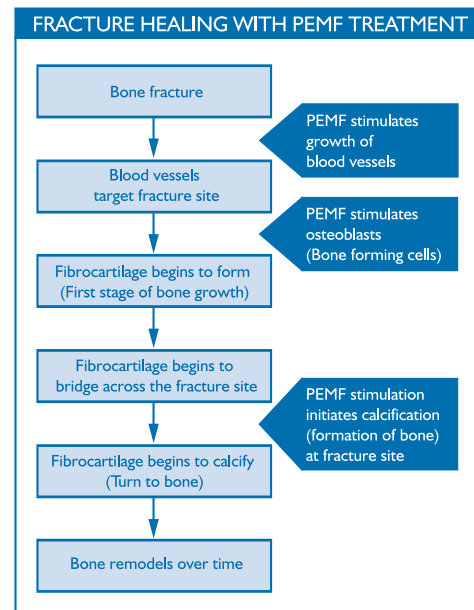 FRACTURE HEALING WITH PEMF TREATMENT
Bone fracture
PEMF stimulates
growth of
blood vessels
Blood vessels
target fracture site
PEMF stimulates
osteoblasts
(Bone forming cells)
Fibrocartilage begins to form
(First stage of bone growth)
Fibrocartilage begins to
bridge across the fracture site
PEMF stimulation
initiates calcification
(formation of bone)
at fracture site
Fibrocartilage begins to calcify
(Turn to bone)
Bone remodels over time